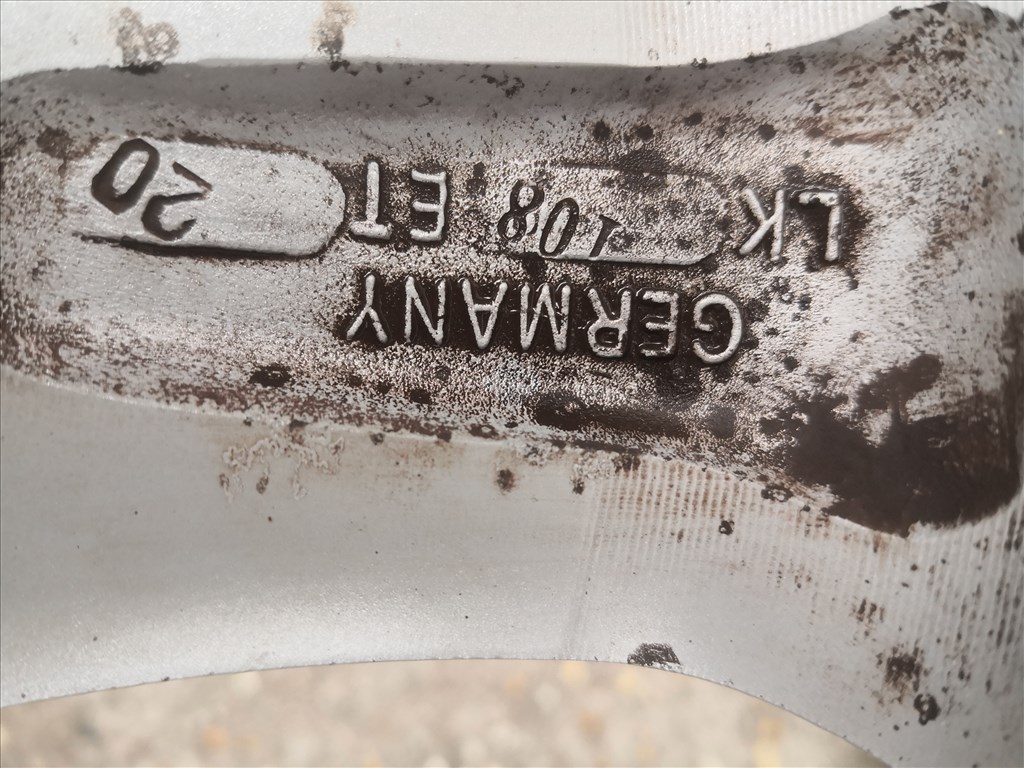 GERMANY
LK 108 ET 20